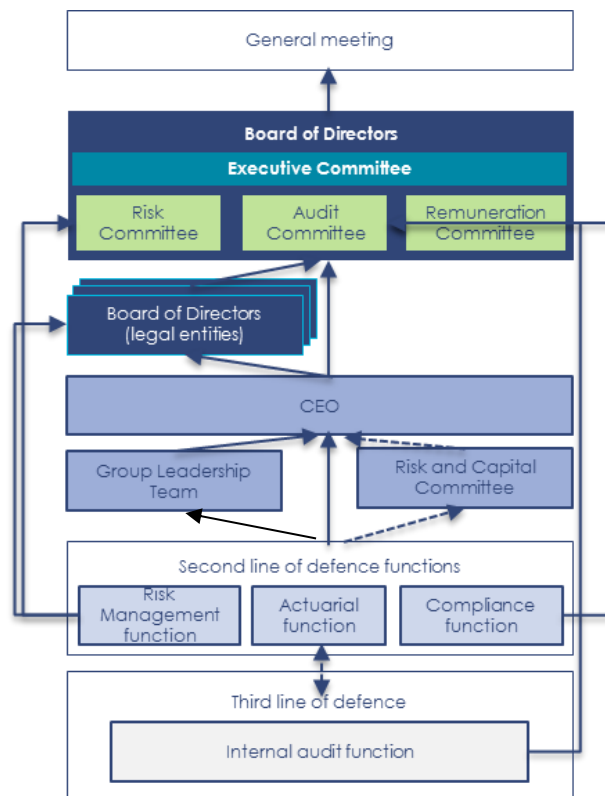 General meeting
Board of Directors
Executive Committee
Risk
Committee
Audit
Committee
Remuneration
Committee
Board of Directors
(legal entities)
CEO
Group Leadership
Team
Risk and Capital
Committee
Second line of defence functions
Risk
Management
function
Actuarial
function
Compliance
function
Third line of defence
Internal audit function